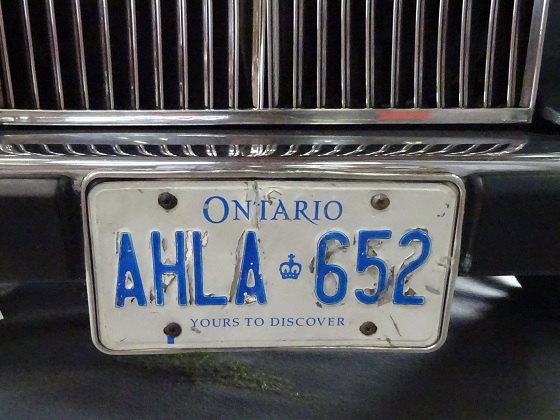 ONTARIO
AHLA 652
YOURS TO DISCOVER